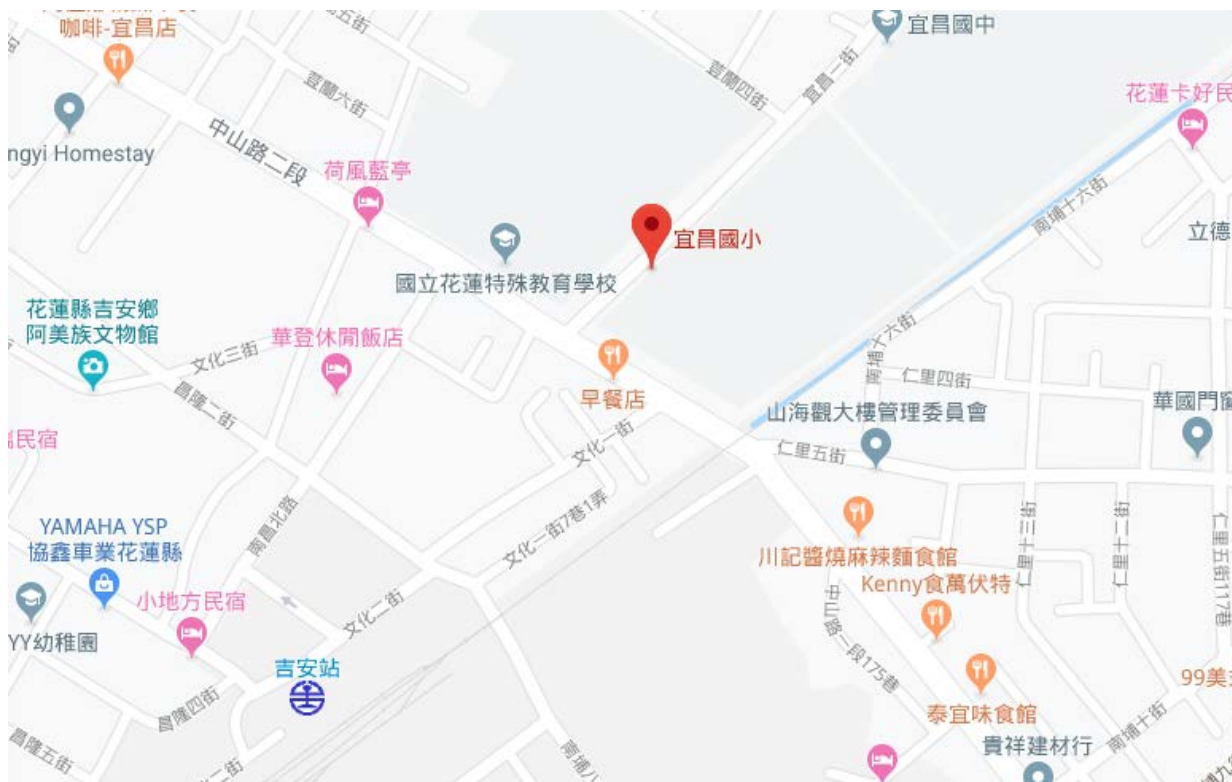 咖啡-宜昌店
宜昌國中
宜昌一街
荳蘭四街
荳蘭六街
花蓮卡好民
中山路二段
ngyi Homestay
荷風藍亭
南埔十六街
宜昌國小
立德
國立花蓮特殊教育學校
花蓮縣吉安鄉
阿美族文物館
華登休閒飯店
文化三街
南埔十六街
早餐店
仁里四街
昌隆二街
山海觀大樓管理委員會
華國門窗
民宿
文化一街
仁里五街
南昌北路
文化一街7巷1弄
YAMAHA YSP
協鑫車業花蓮縣
川記醬燒麻辣麵食館
Kenny食萬伏特
仁里十三街
仁里十二街
仁里五街117巷
小地方民宿
文化二街
YY幼稚園
中山路一段175巷
吉安站
99美
昌隆四街
泰宜味食館
昌隆五街
貴祥建材行
南埔十街
南埔八
化二街